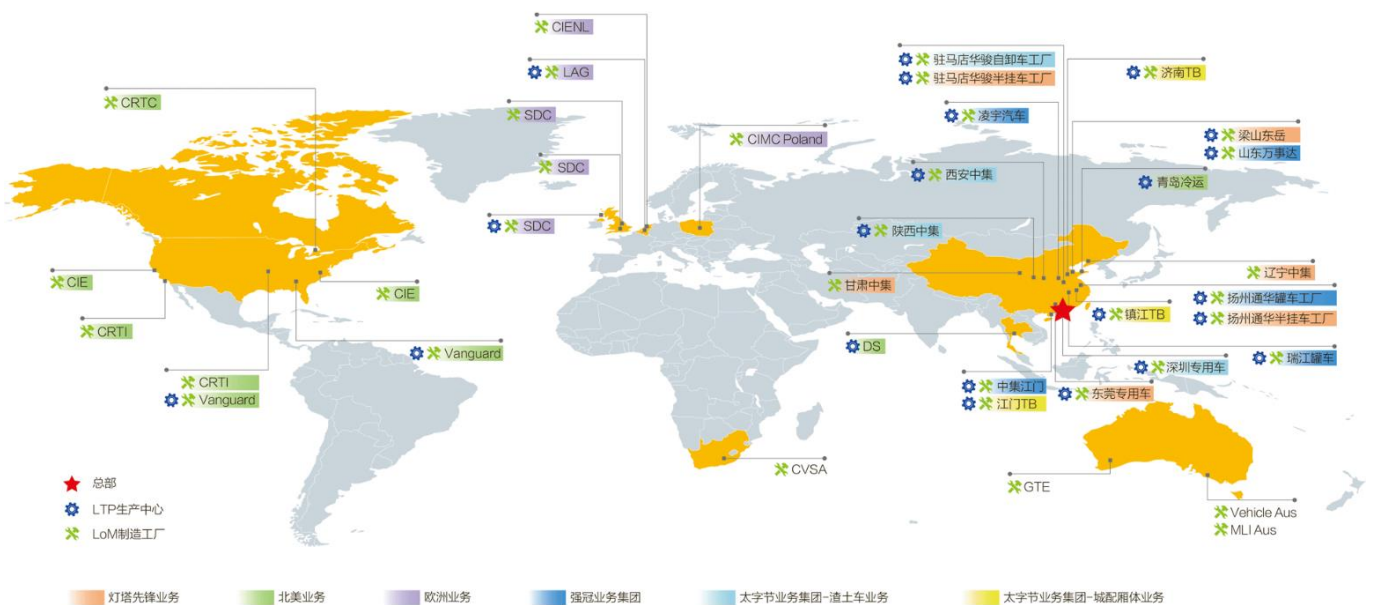 CIENL
LAG
CRTC
SDC
SDC
SDC
CIMC Poland
驻马店华骏自卸车工厂
驻马店华骏半挂车工厂
济南TB
凌宇汽车
梁山东岳
山东万事达
西安中集
青岛冷运
陕西中集
CIE
CIE
甘肃中集
辽宁中集
扬州通华罐车工厂
扬州通华半挂车工厂
CRTI
镇江TB
Vanguard
DS
瑞江罐车
深圳专用车
CRTI
Vanguard
中集江门
江门TB
东莞专用车
CVSA
GTE
Vehicle Aus
MLI Aus
总部
LTP生产中心
LoM制造工厂
灯塔先锋业务
北美业务
欧洲业务
强冠业务集团
太字节业务集团-渣土车业务
太字节业务集团-城配厢体业务